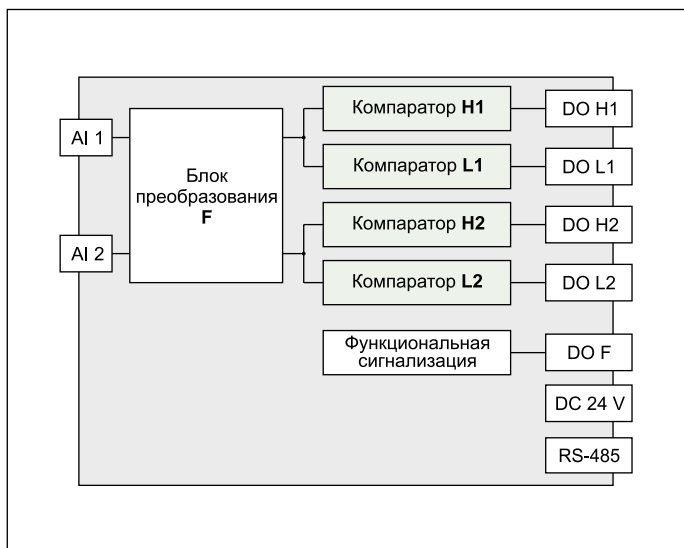 Компаратор H1
DO H1
AI 1
Блок
преобразования
F
Компаратор L1
DO L1
Компаратор H2
DO H2
AI 2
Компаратор L2
DO L2
Функциональная
сигнализация
DO F
DC 24 V
RS-485